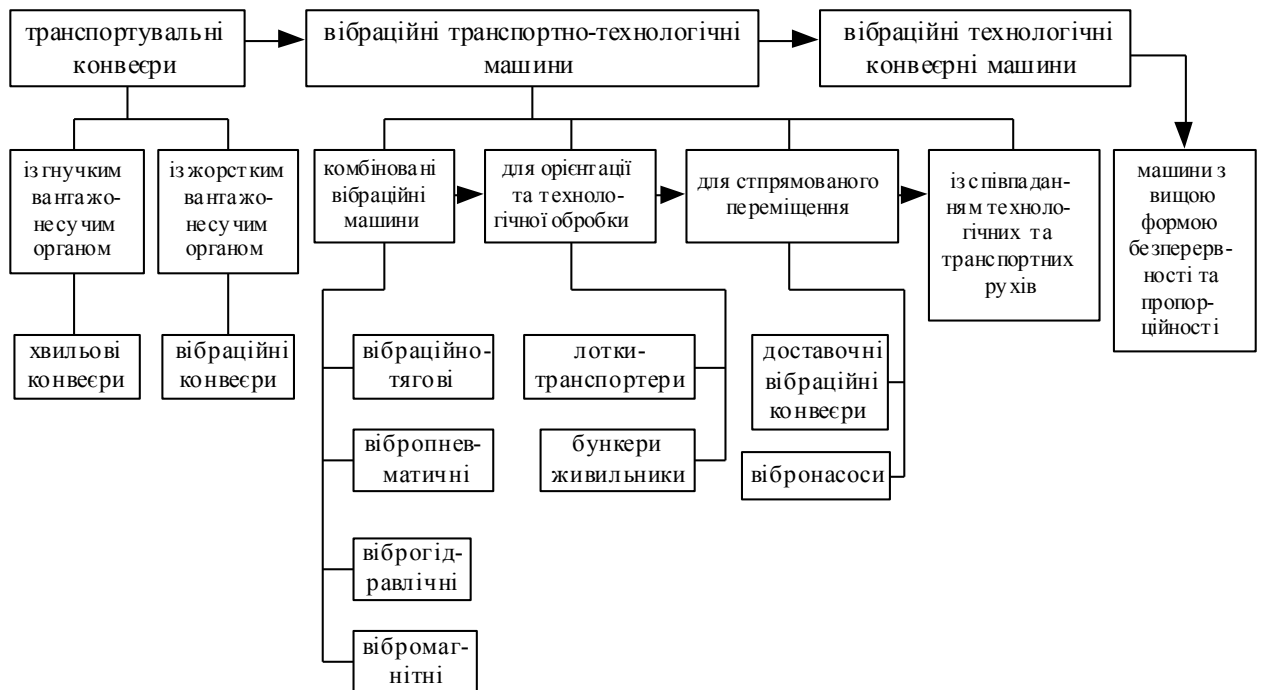 транспортувальні
конвеєри
вібраційні транспортно-технологічні
машини
вібраційні технологічні
конвеєрні машини
із гнучким
вантажо-
несучим
органом
із жорстким
вантажо-
несучим
органом
комбіновані
вібраційні
машини
для орієнтації
та техноло-
гічної обробки
для стпрямованого
переміщення
із співпадан-
ням техноло-
гічних та
транспортних
рухів
машини з
вищою
формою
безперерв-
ності та
пропор-
ційності
хвильові
конвеєри
вібраційні
конвеєри
вібраційно-
тягові
вібропнев-
матичні
віброгід-
равлічні
вібромаг-
нітні
лотки-
транспортери
бункери
живильники
доставочні
вібраційні
конвеєри
вібронасоси